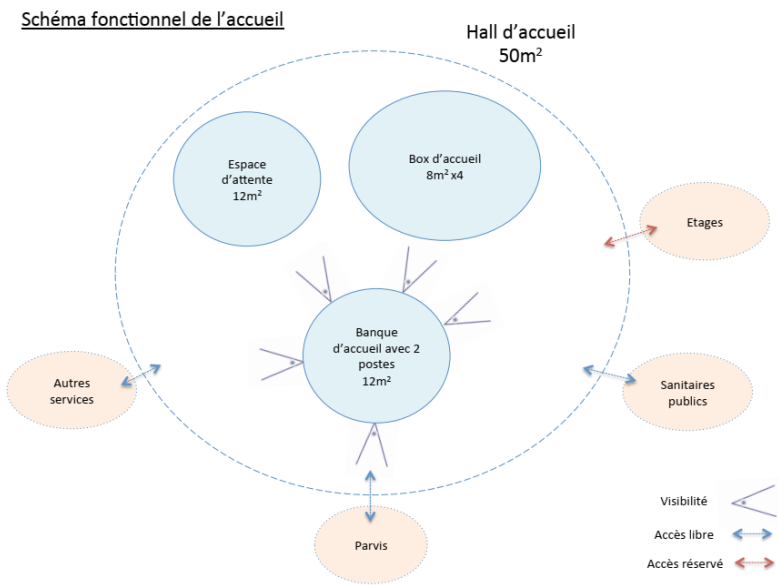 Schéma fonctionnel de l’accueil
Hall d’accueil
50m²
Espace
d’attente
12m²
Box d’accueil
8m² x4
Etages
Banque
d’accueil avec 2
postes
12m²
Autres
services
Sanitaires
publics
Parvis
Visibilité
Accès libre
Accès réservé